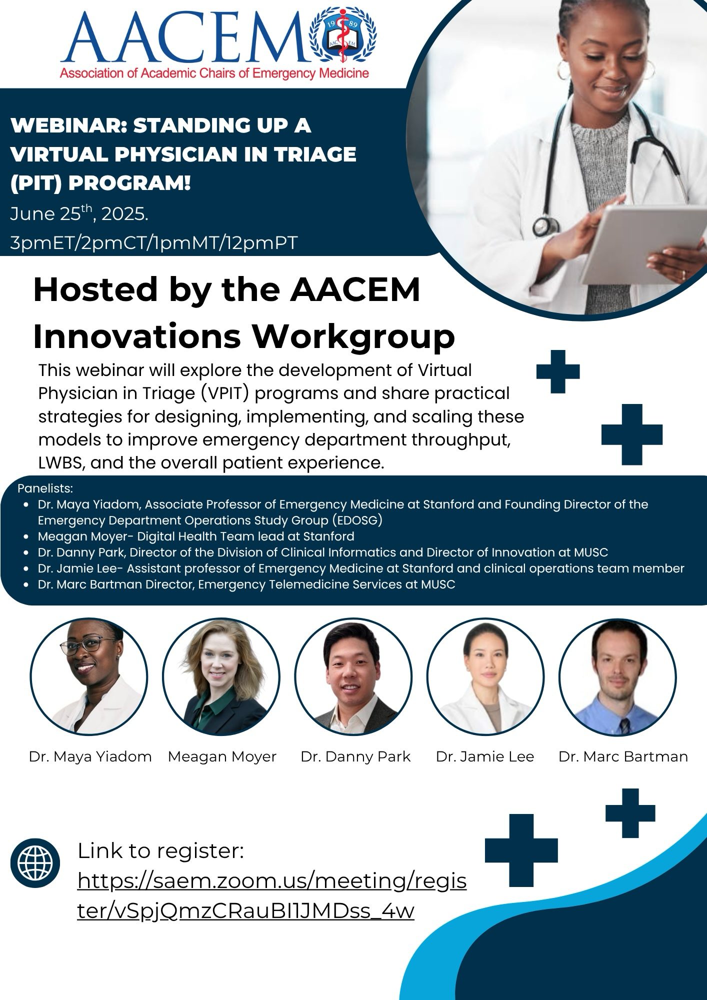 AACEM
19 89
AAC EM
Association of Academic Chairs of Emergency Medicine
WEBINAR: STANDING UP A
VIRTUAL PHYSICIAN IN TRIAGE
(PIT) PROGRAM!
June 25th, 2025.
3pmET/2pmCT/1pmMT/12pmPT
Hosted by the AACEM
Innovations Workgroup
This webinar will explore the development of Virtual
Physician in Triage (VPIT) programs and share practical
strategies for designing, implementing, and scaling these
models to improve emergency department throughput,
LWBS, and the overall patient experience.
Panelists:
• Dr. Maya Yiadom, Associate Professor of Emergency Medicine at Stanford and Founding Director of the
Emergency Department Operations Study Group (EDOSG)
• Meagan Moyer- Digital Health Team lead at Stanford
• Dr. Danny Park, Director of the Division of Clinical Informatics and Director of Innovation at MUSC
• Dr. Jamie Lee- Assistant professor of Emergency Medicine at Stanford and clinical operations team member
• Dr. Marc Bartman Director, Emergency Telemedicine Services at MUSC
Dr. Maya Yiadom Meagan Moyer Dr. Danny Park Dr. Jamie Lee Dr. Marc Bartman
Link to register:
https://saem.zoom.us/meeting/regis
ter/vSpjQmzCRauBI1JMDss_4w